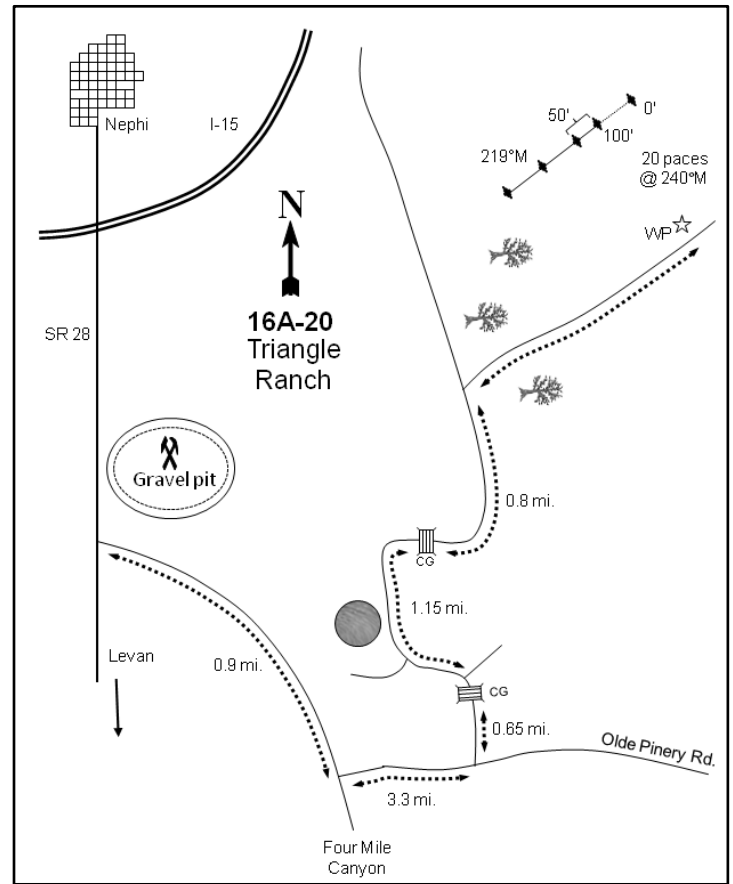 Nephi
I-15
50'
0'
100'
219°M
20 paces
@ 240°M
WP
N
SR 28
16A-20
Triangle
Ranch
Gravel pit
0.8 mi.
CG
1.15 mi.
Levan
0.9 mi.
CG
0.65 mi.
Olde Pinery Rd.
3.3 mi.
Four Mile
Canyon